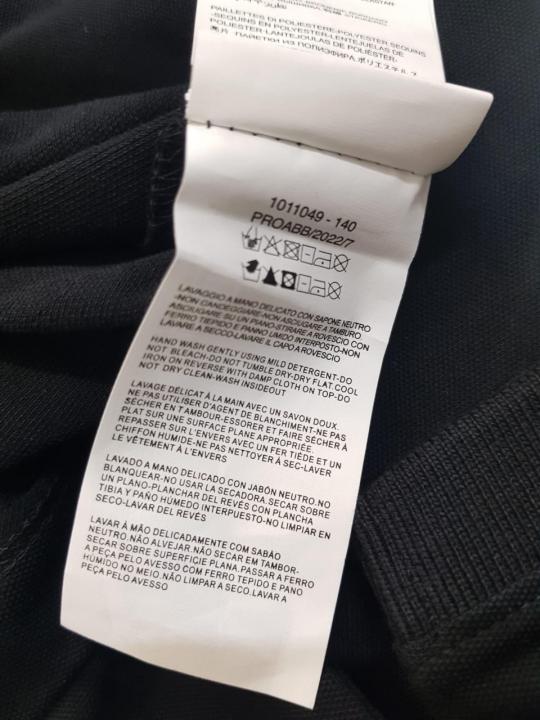 PAILLETTES DI POLIESTERE-POLYESTER SEQUINS
-SEQUINS EN POLYESTER-LENTEJUELAS DE
POLIÉSTER-LANTEJOULAS DE POLIÉSTER-
ПАЙЕТКИ ИЗ ПОЛИЭФИРА.ポリエステル
1011049 - 140
PROABB/2022/7
LAVAGGIO A MANO DELICATO CON SAPONE NEUTRO
-NON CANDEGGIARE-NON ASCIUGARE A TAMBURO
ASCIUGARE SU UN PIANO-STIRARE A ROVESCIO CON
FERRO TIEPIDO E PANNO UMIDO INTERPOSTO-NON
LAVARE A SECCO-LAVARE IL CAPO A ROVESCIO
HAND WASH GENTLY USING MILD DETERGENT-DO
NOT BLEACH-DO NOT TUMBLE DRY-DRY FLAT.COOL
IRON ON REVERSE WITH DAMP CLOTH ON TOP-DO
NOT DRY CLEAN-WASH INSIDEOUT
LAVAGE DÉLICAT À LA MAIN AVEC UN SAVON DOUX.
NE PAS UTILISER D'AGENT DE BLANCHIMENT-NE PAS
SÉCHER EN T AMBOUR-ESSORER ET FAIRE SÉCHER À
PLAT SUR UNE SURFACE PLANE APPROPRIÉE.
REPASSER SUR L'ENVERS AVEC UN FER TIÈDE ET UN
CHIFFON HUMIDE-NE PAS NETTOYER À SEC-LAVER
LE VÊTEMENT À L'ENVERS
LAVADO A MANO DELICADO CON JABÓN NEUTRO.NO
BLANQUEAR-NO USAR LA SECADORA.SECAR SOBRE
UN PLANO-PLANCHAR DEL REVÉS CON PLANCHA
TIBIA Y PAÑO HÚMEDO INTERPUESTO-NO LIMPIAR EN
SECO-LAVAR DEL REVÉS
LAVAR À MÃO DELICADAMENTE COM SABÃO
NEUTRO.NÃO ALVEJAR.NÃO SECAR EM TAMBOR-
SECAR SOBRE SUPERFIGIE PLANA.PASSAR A FERRO
A PEÇA PELO AVESSO COM FERRO TEPIDO E PANO
HÚMIDO NO MEIO.NÃO LIMPAR A SECO.LAVAR A
PEÇA PELO AVESSO